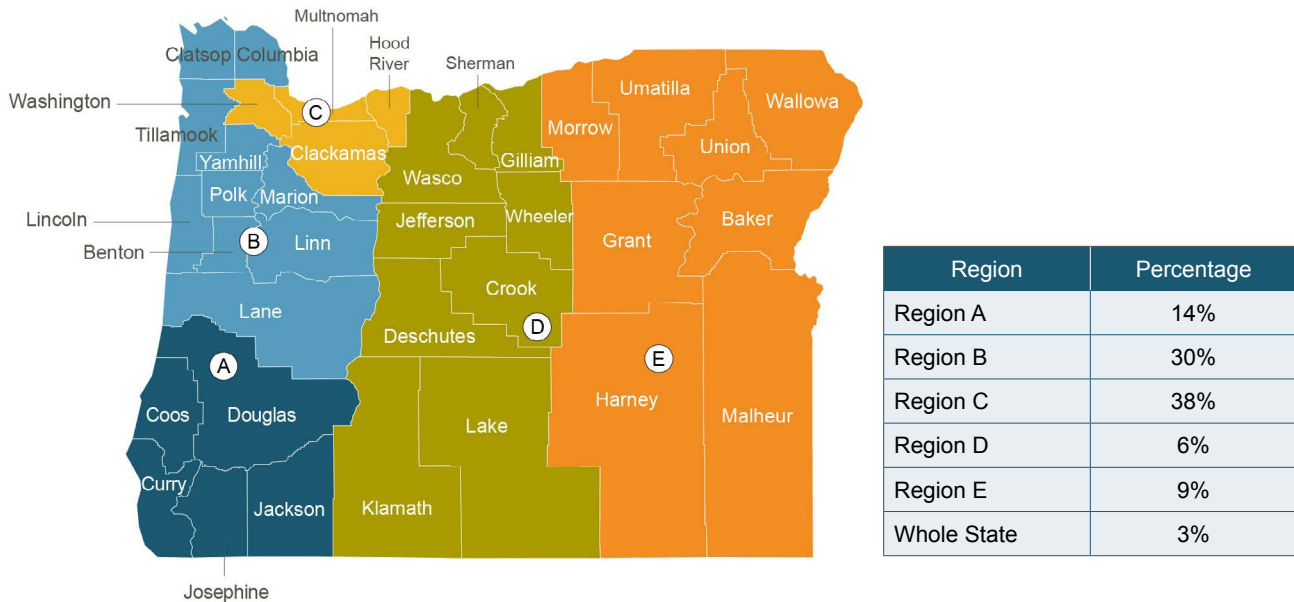 Multnomah
Hood
River
Sherman
Clatsop
Columbia
Washington
C
Umatilla
Wallowa
Morrow
Tillamook
Union
Clackamas
Gilliam
Yamhill
Wasco
Polk
Marion
Lincoln
Jefferson
Wheeler
Baker
Benton
B
Linn
Grant
Crook
Lane
D
Deschutes
E
A
Harney
Coos
Douglas
Lake
Malheur
Curry
Jackson
Klamath
Josephine
Region Percentage
Region A 14%
Region B 30%
Region C 38%
Region D 6%
Region E 9%
Whole State 3%